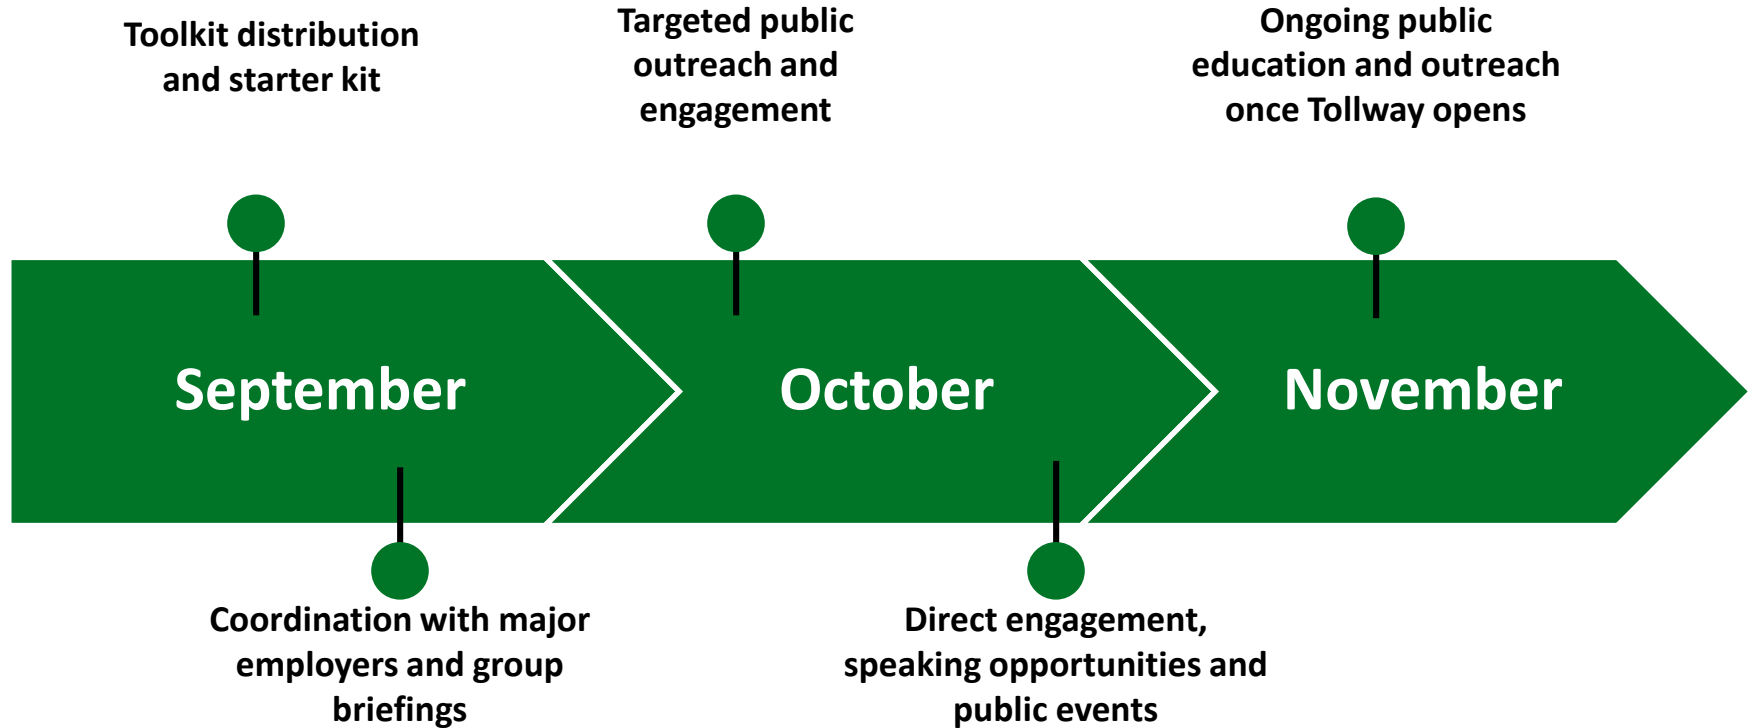 Toolkit distribution
and starter kit
Targeted public
outreach and
engagement
Ongoing public
education and outreach
once Tollway opens
September
October
November
Coordination with major
employers and group
briefings
Direct engagement,
speaking opportunities and
public events